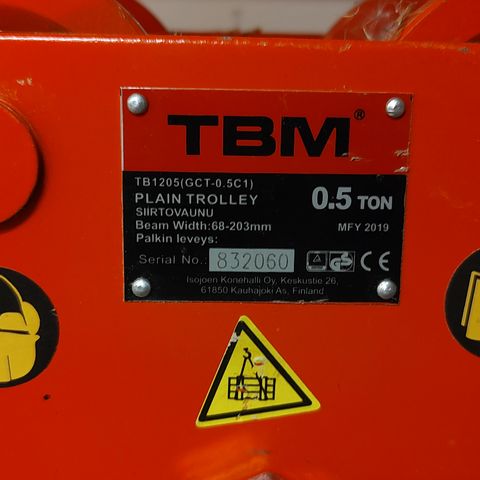 TBM®
TB1205(GCT-0.5C1)
PLAIN TROLLEY 0.5 TON
SIIRTOVAUNU
Beam Width:68-203mm MFY 2019
Palkin leveys:
Serial No.: 832060 GS CE
Isojoen Konehalli Oy, Keskustie 26,
61850 Kauhajoki As, Finland